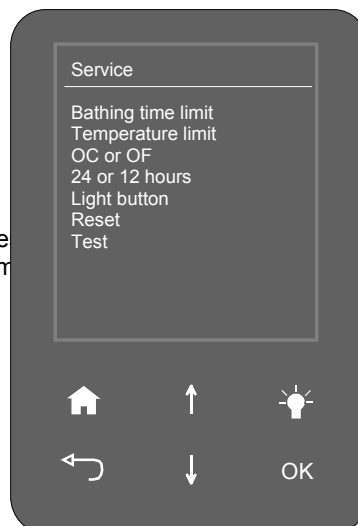 Service
Bathing time limit
Temperature limit
OC or OF
24 or 12 hours
Light button
Reset
Test
OK